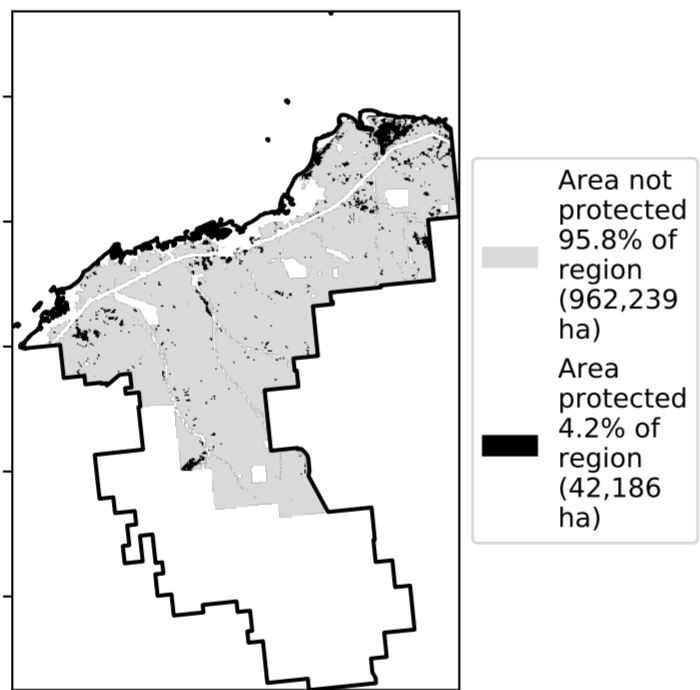 Area not
protected
95.8% of
region
(962,239
ha)
Area
protected
4.2% of
region
(42,186
ha)